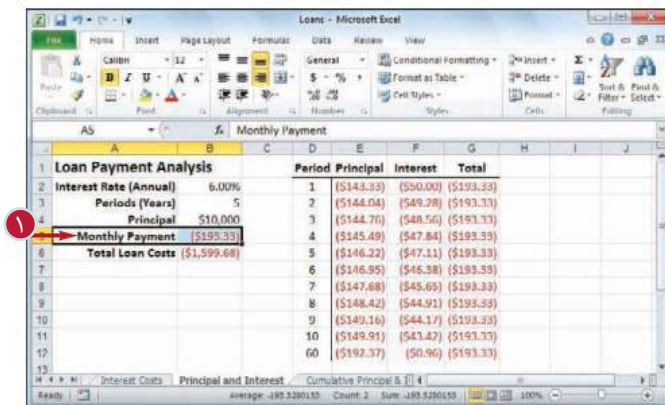 Loans - Microsoft Excel
File Home Insert Page Layout Formulas Data Review View
Calibri 12 General Conditional Formatting Insert Σ
Paste B I U A A $ % , Format as Table Delete Sort & Find &
A Cell Styles Format Filter Select
Clipboard Font Alignment Number Styles Cells Editing
A5 fx Monthly Payment
A B C D E F G H I J
1 Loan Payment Analysis Period Principal Interest Total
2 Interest Rate (Annual) 6.00% 1 ($143.33) ($50.00) ($193.33)
3 Periods (Years) 5 2 ($144.04) ($49.28) ($193.33)
4 Principal $10,000 3 ($144.76) ($48.56) ($193.33)
١ Monthly Payment ($193.33) 4 ($145.49) ($47.84) ($193.33)
6 Total Loan Costs ($1,599.68) 5 ($146.22) ($47.11) ($193.33)
7 6 ($146.95) ($46.38) ($193.33)
8 7 ($147.68) ($45.65) ($193.33)
9 8 ($148.42) ($44.91) ($193.33)
10 9 ($149.16) ($44.17) ($193.33)
11 10 ($149.91) ($43.42) ($193.33)
12 60 ($192.37) ($0.96) ($193.33)
13
Interest Costs Principal and Interest Cumulative Principal &
Ready Average: -193.3280153 Count: 2 Sum: -193.3280153 100%